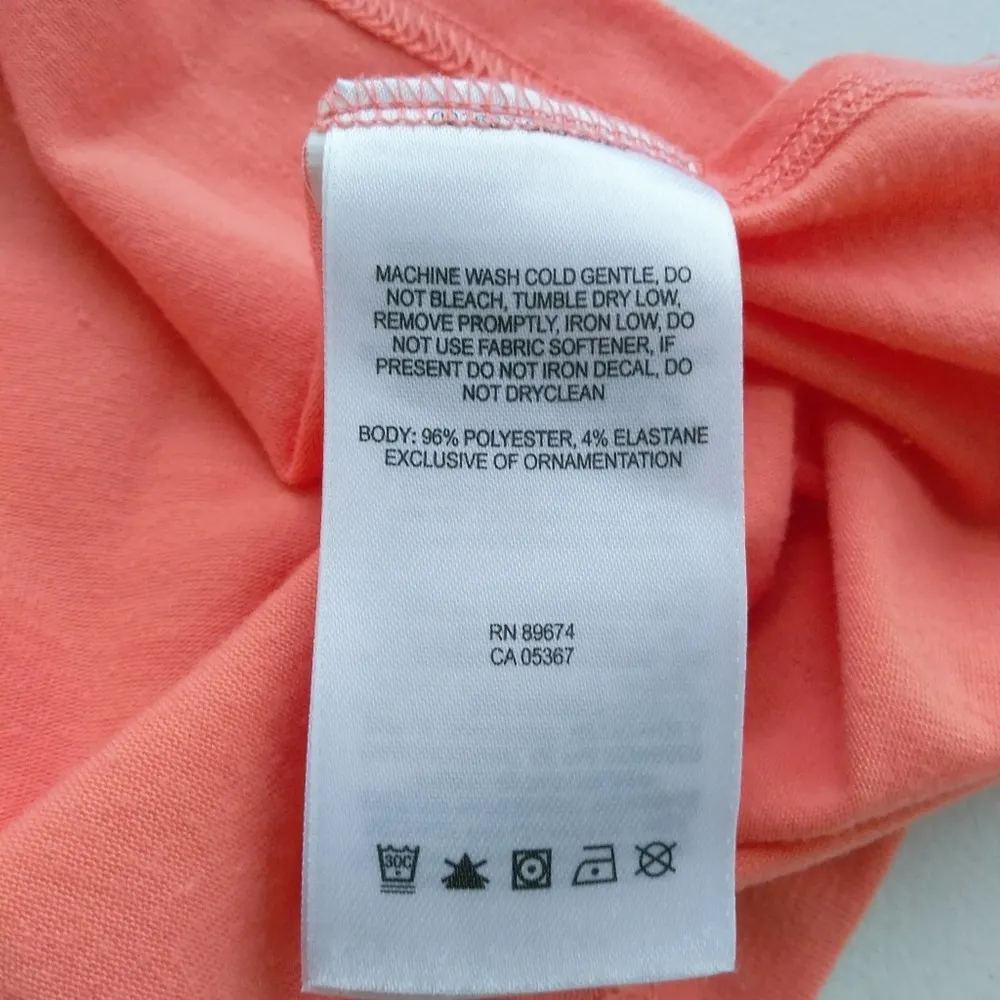 MACHINE WASH COLD GENTLE, DO
NOT BLEACH, TUMBLE DRY LOW,
REMOVE PROMPTLY, IRON LOW, DO
NOT USE FABRIC SOFTENER, IF
PRESENT DO NOT IRON DECAL, DO
NOT DRYCLEAN
BODY: 96% POLYESTER, 4% ELASTANE
EXCLUSIVE OF ORNAMENTATION
RN 89674
CA 05367
30C